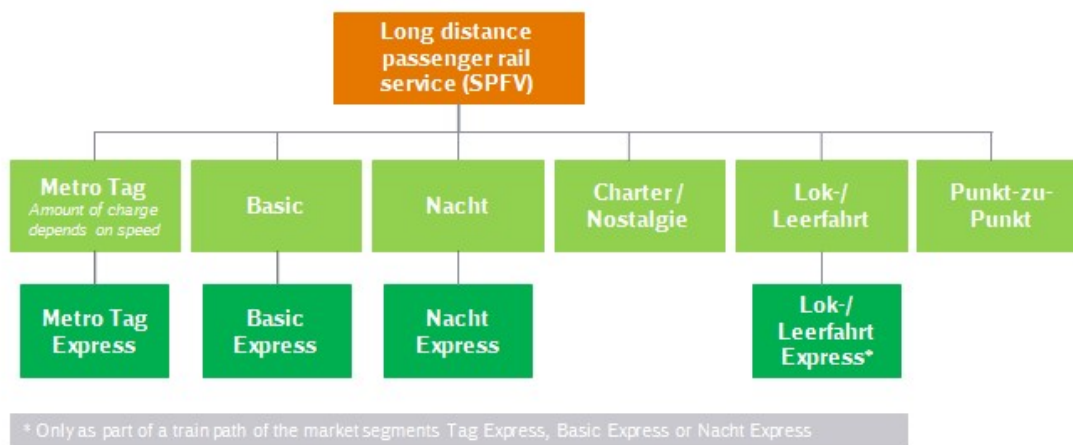 Long distance
passenger rail
service (SPFV)
Metro Tag
Amount of charge
depends on speed
Basic
Nacht
Charter /
Nostalgie
Lok-/
Leerfahrt
Punkt-zu-
Punkt
Metro Tag
Express
Basic
Express
Nacht
Express
Lok-/
Leerfahrt
Express*
* Only as part of a train path of the market segments Tag Express, Basic Express or Nacht Express